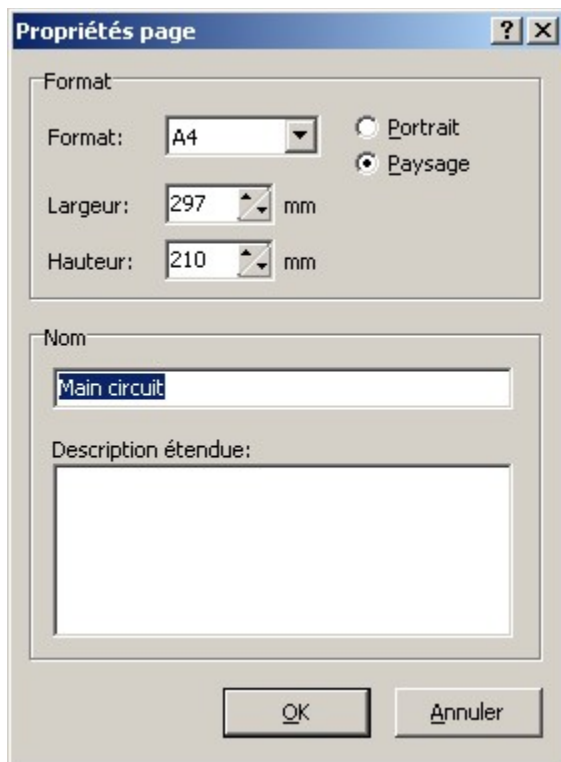 Propriétés page
Format
Format: A4
Portrait
Paysage
Largeur: 297 mm
Hauteur: 210 mm
Nom
Main circuit
Description étendue:
OK Annuler